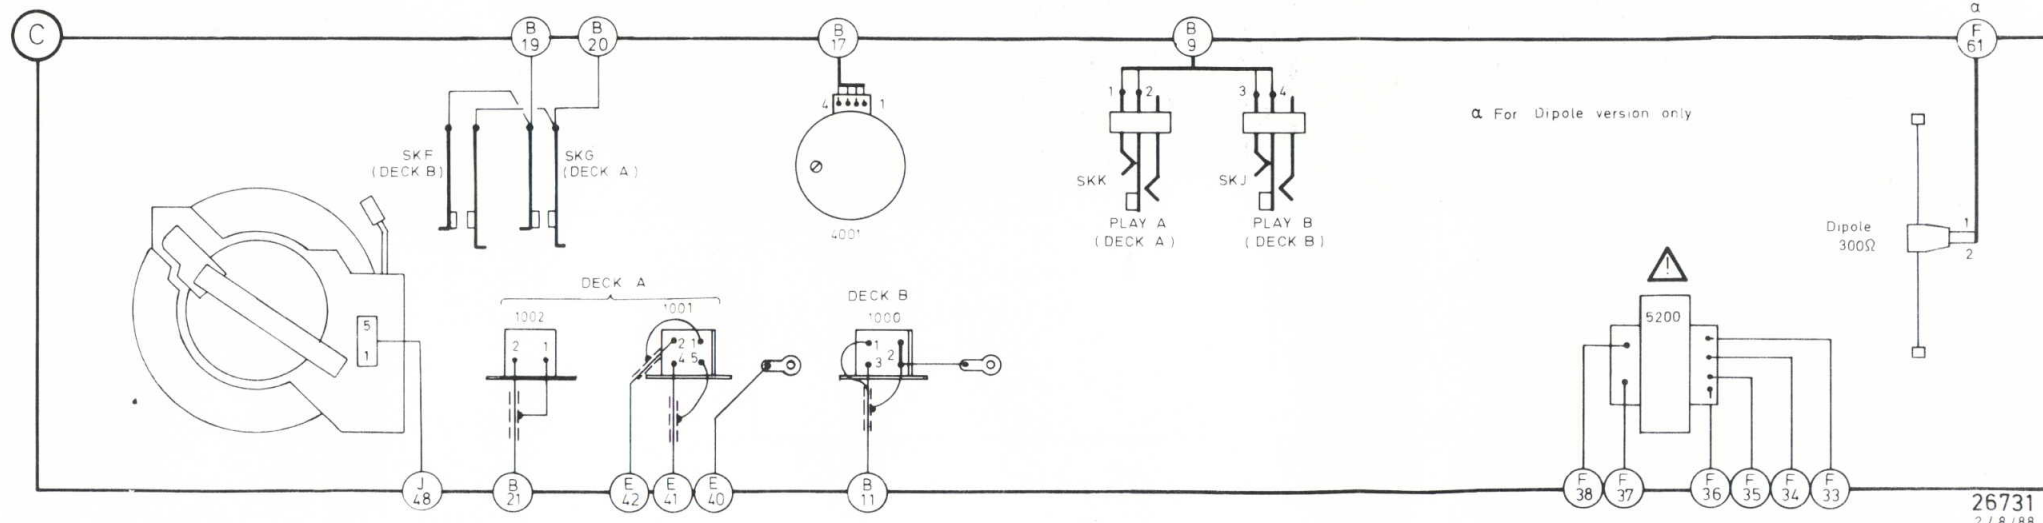 C
B 19
B 20
B 17
B 9
α
F 61
1 2
3 4
4 1
α For Dipole version only
SKF
(DECK B)
SKG
(DECK A)
SKK
SKJ
PLAY A
(DECK A)
PLAY B
(DECK B)
4001
Dipole
300Ω
1
2
DECK A
1002
1001
DECK B
1000
5200
5
1
2 1
2 1
4 5
1
2
3
J 48
B 21
E 42
E 41
E 40
B 11
F 38
F 37
F 36
F 35
F 34
F 33
26731
2/8/88